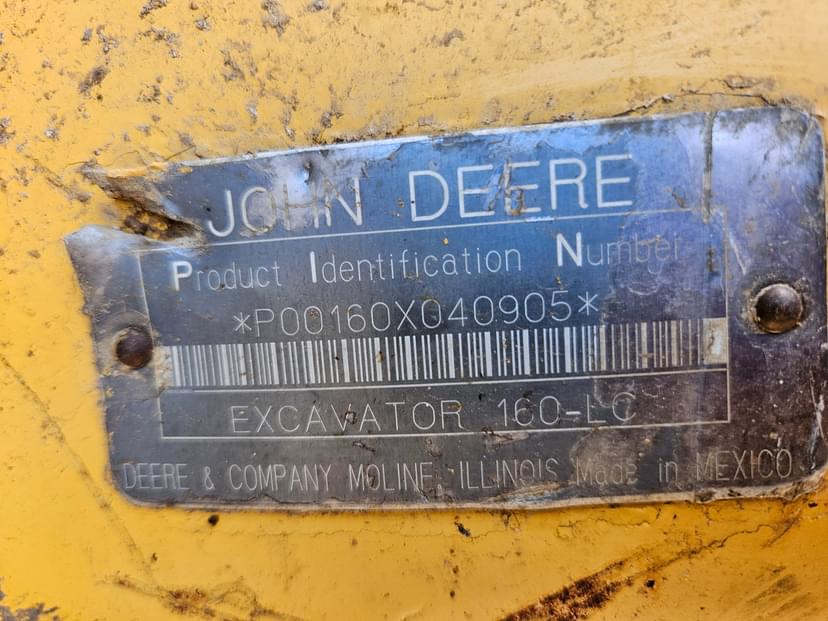 JOHN DEERE
Product Identification Number
*P00160X040905*
EXCAVATOR 160-LC
DEERE & COMPANY MOLINE, ILLINOIS Made in MEXICO